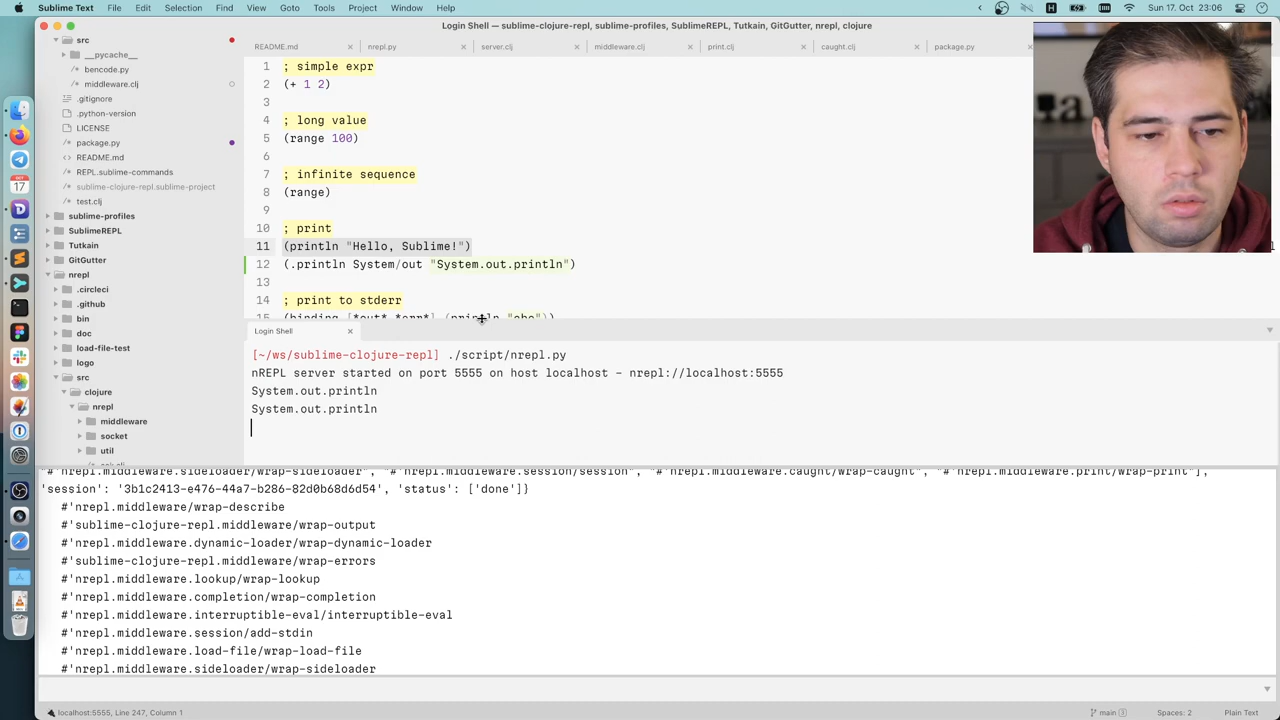 Sublime Text File Edit Selection Find View Goto Tools Project Window Help Sun 17. Oct 23:06
Login Shell — sublime-clojure-repl, sublime-profiles, SublimeREPL, Tutkain, GitGutter, nrepl, clojure
src
__pycache__
bencode.py
middleware.clj
.gitignore
.python-version
LICENSE
package.py
README.md
REPL.sublime-commands
sublime-clojure-repl.sublime-project
test.clj
sublime-profiles
SublimeREPL
Tutkain
GitGutter
nrepl
.circleci
.github
bin
doc
load-file-test
logo
src
clojure
nrepl
middleware
socket
util
README.md nrepl.py server.clj middleware.clj print.clj caught.clj package.py
1 ; simple expr
2 (+ 1 2)
3
4 ; long value
5 (range 100)
6
7 ; infinite sequence
8 (range)
9
10 ; print
11 (println "Hello, Sublime!")
12 (.println System/out "System.out.println")
13
14 ; print to stderr
15 (binding [*out* *err*] (println "abc"))
Login Shell
[~/ws/sublime-clojure-repl] ./script/nrepl.py
nREPL server started on port 5555 on host localhost - nrepl://localhost:5555
System.out.println
System.out.println
"#'nrepl.middleware.sideloader/wrap-sideloader", "#'nrepl.middleware.session/session", "#'nrepl.middleware.caught/wrap-caught", "#'nrepl.middleware.print/wrap-print"],
'session': '3b1c2413-e476-44a7-b286-82d0b68d6d54', 'status': ['done']}
#'nrepl.middleware/wrap-describe
#'sublime-clojure-repl.middleware/wrap-output
#'nrepl.middleware.dynamic-loader/wrap-dynamic-loader
#'sublime-clojure-repl.middleware/wrap-errors
#'nrepl.middleware.lookup/wrap-lookup
#'nrepl.middleware.completion/wrap-completion
#'nrepl.middleware.interruptible-eval/interruptible-eval
#'nrepl.middleware.session/add-stdin
#'nrepl.middleware.load-file/wrap-load-file
#'nrepl.middleware.sideloader/wrap-sideloader
localhost:5555, Line 247, Column 1 main 3 Spaces: 2 Plain Text